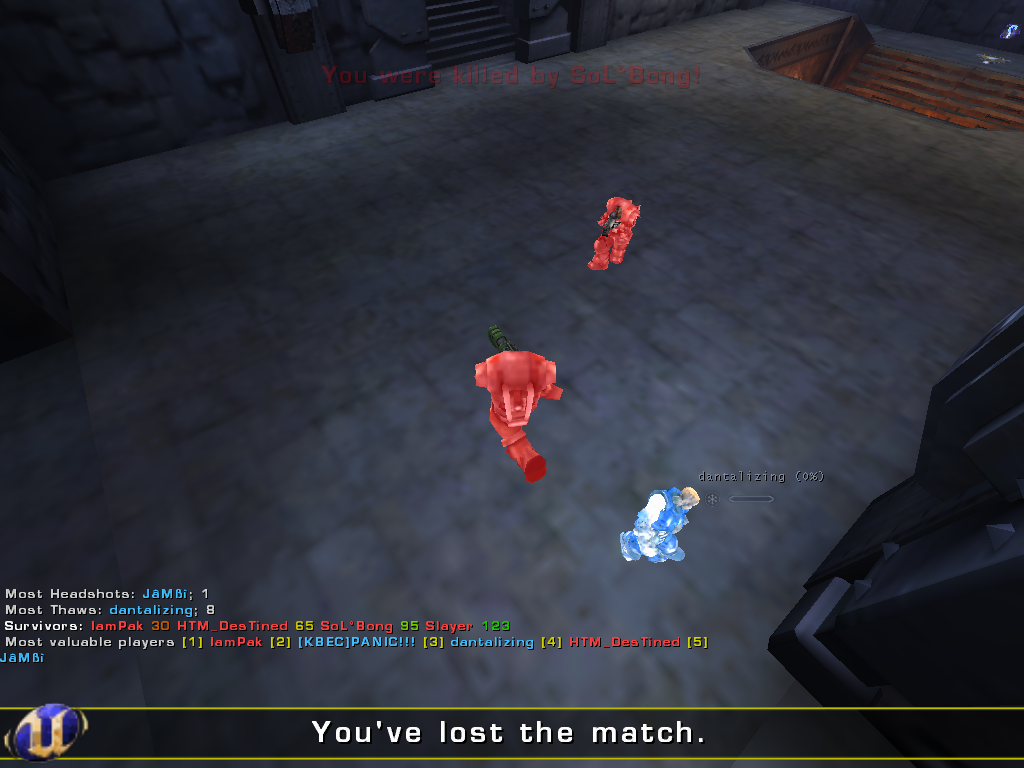 You were killed by SoL°Bong!
dantalizing (0%)
Most Headshots: JâMßi; 1
Most Thaws: dantalizing; 8
Survivors: IamPak 30 HTM_DesTined 65 SoL°Bong 95 Slayer 123
Most valuable players [1] IamPak [2] [KBEC]PANIC!!! [3] dantalizing [4] HTM_DesTined [5]
JâMßi
You've lost the match.